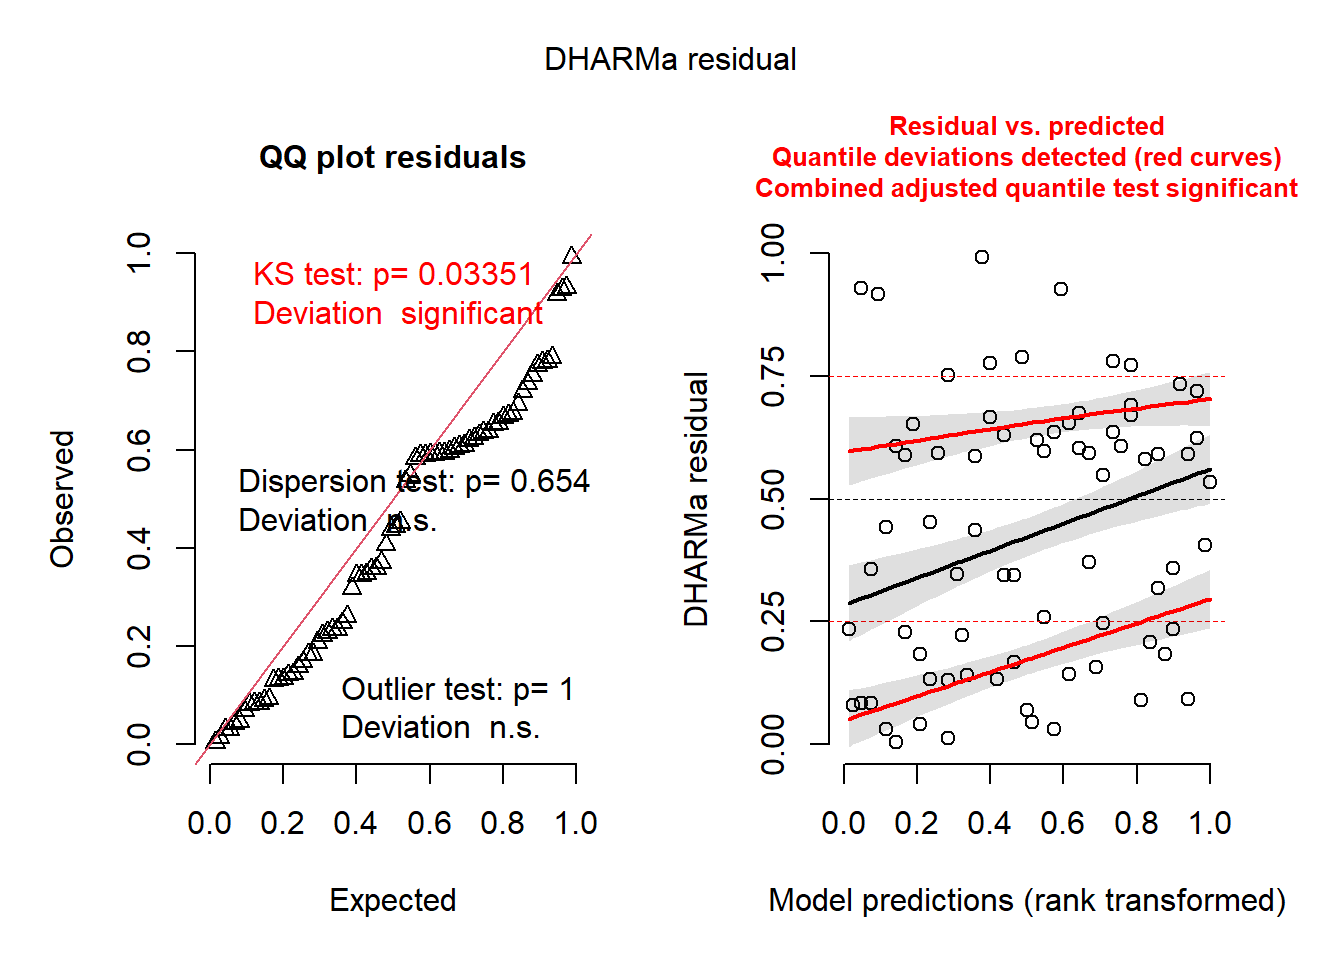 DHARMa residual
QQ plot residuals
KS test: p= 0.03351
Deviation  significant
Dispersion test: p= 0.654
Deviation  n.s.
Outlier test: p= 1
Deviation  n.s.
Observed
0.0 0.2 0.4 0.6 0.8 1.0
0.0 0.2 0.4 0.6 0.8 1.0
Expected
Residual vs. predicted
Quantile deviations detected (red curves)
Combined adjusted quantile test significant
DHARMa residual
0.00 0.25 0.50 0.75 1.00
0.0 0.2 0.4 0.6 0.8 1.0
Model predictions (rank transformed)